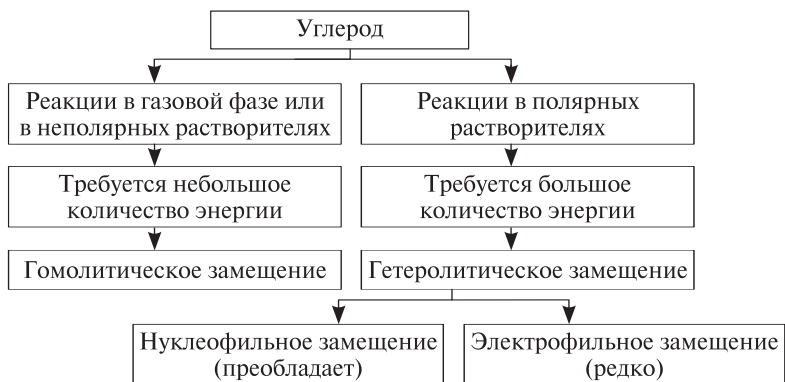 Углерод
Реакции в газовой фазе или
в неполярных растворителях
Реакции в полярных
растворителях
Требуется небольшое
количество энергии
Требуется большое
количество энергии
Гомолитическое замещение
Гетеролитическое замещение
Нуклеофильное замещение
(преобладает)
Электрофильное замещение
(редко)